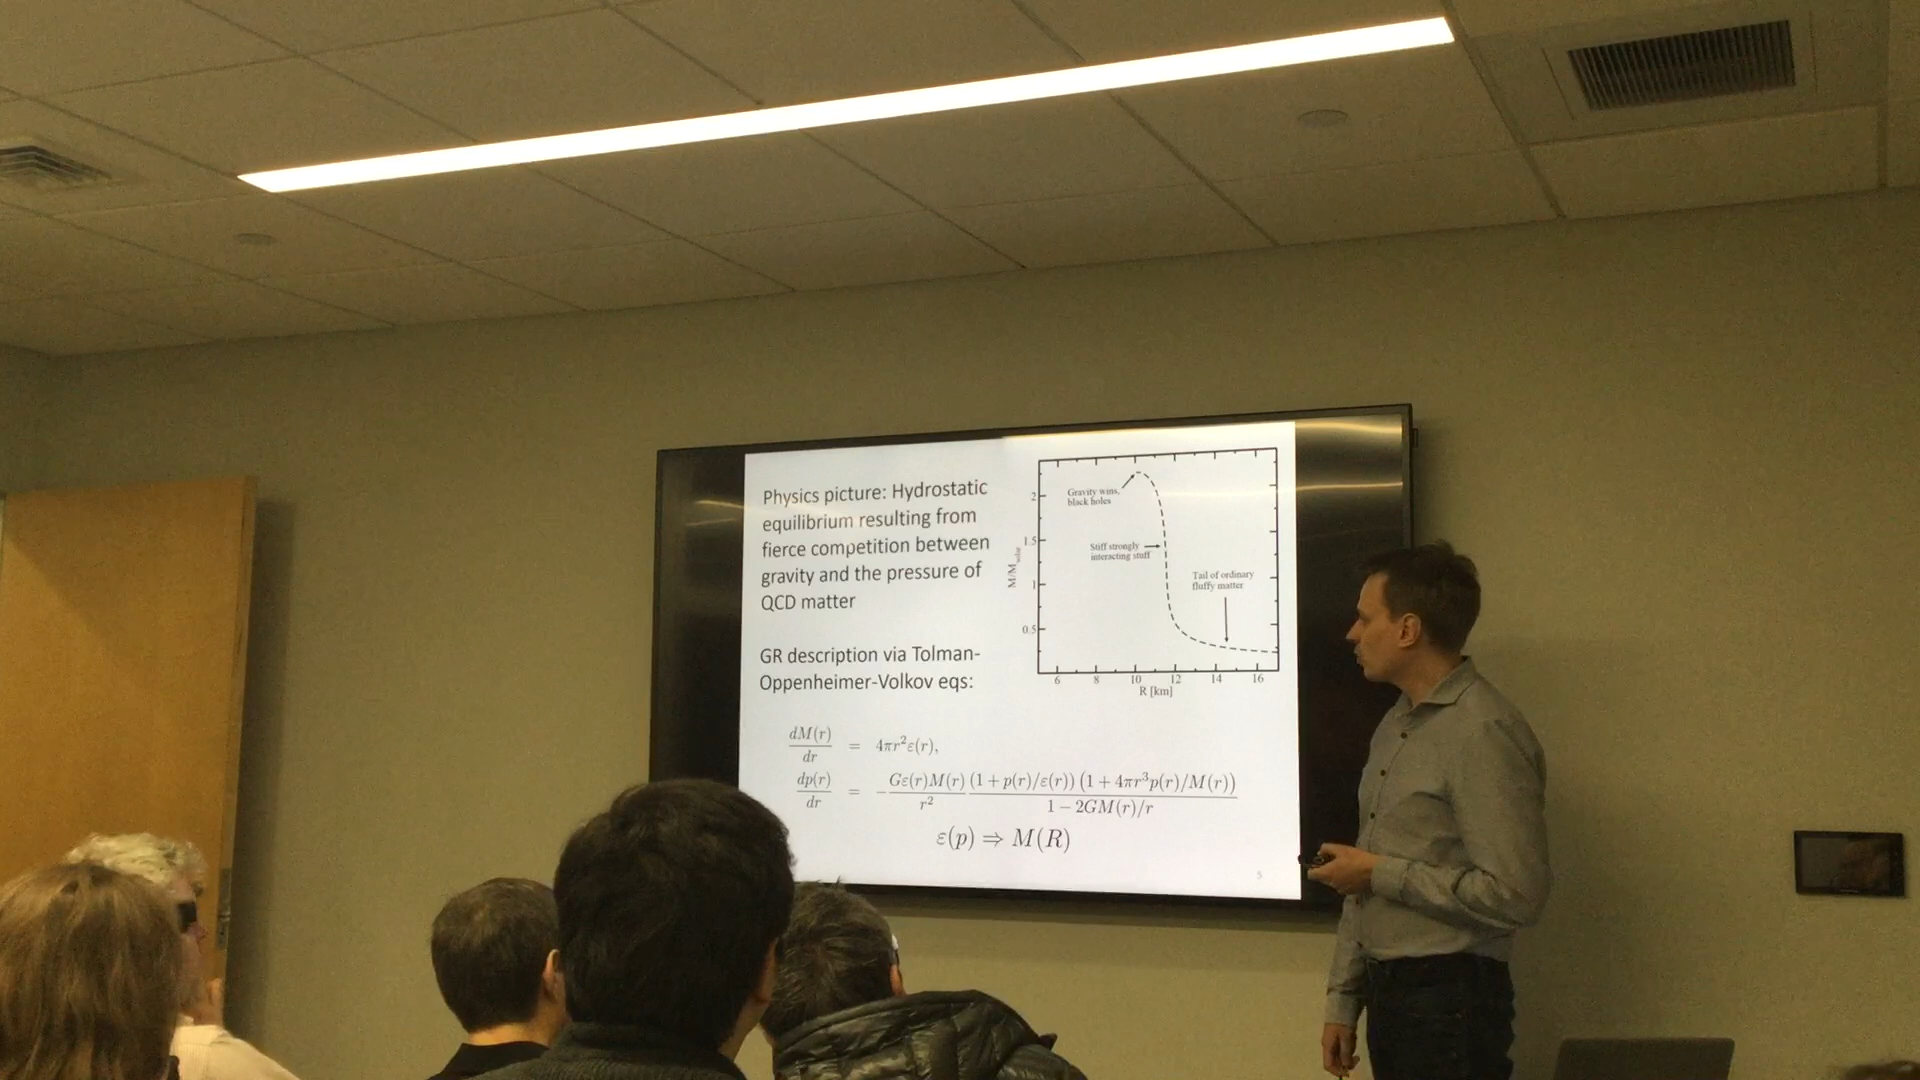 Physics picture: Hydrostatic
equilibrium resulting from
fierce competition between
gravity and the pressure of
QCD matter
GR description via Tolman-
Oppenheimer-Volkov eqs:
dM(r)/dr = 4πr²ε(r),
dp(r)/dr = −Gε(r)M(r)/r² (1 + p(r)/ε(r)) (1 + 4πr³p(r)/M(r))/1 − 2GM(r)/r
ε(p) ⇒ M(R)
Gravity wins,
black holes
Stiff strongly
interacting stuff
Tail of ordinary
fluffy matter
M/M_solar
2
1.5
1
0.5
6 8 10 12 14 16
R [km]
5